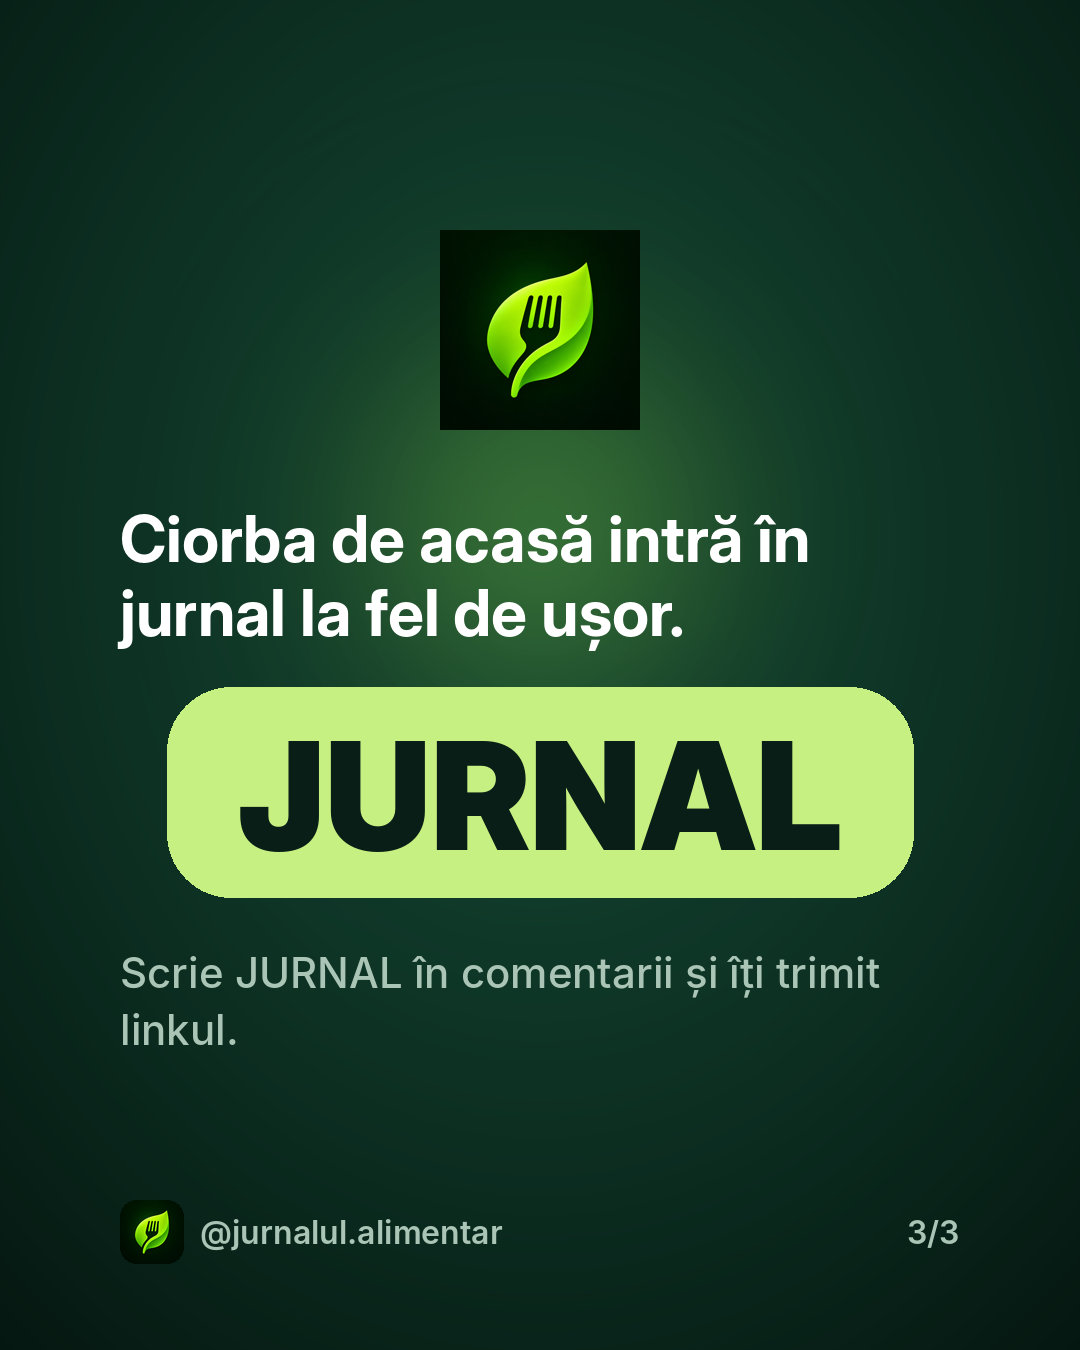 Ciorba de acasă intră în
jurnal la fel de ușor.
JURNAL
Scrie JURNAL în comentarii și îți trimit
linkul.
@jurnalul.alimentar
3/3